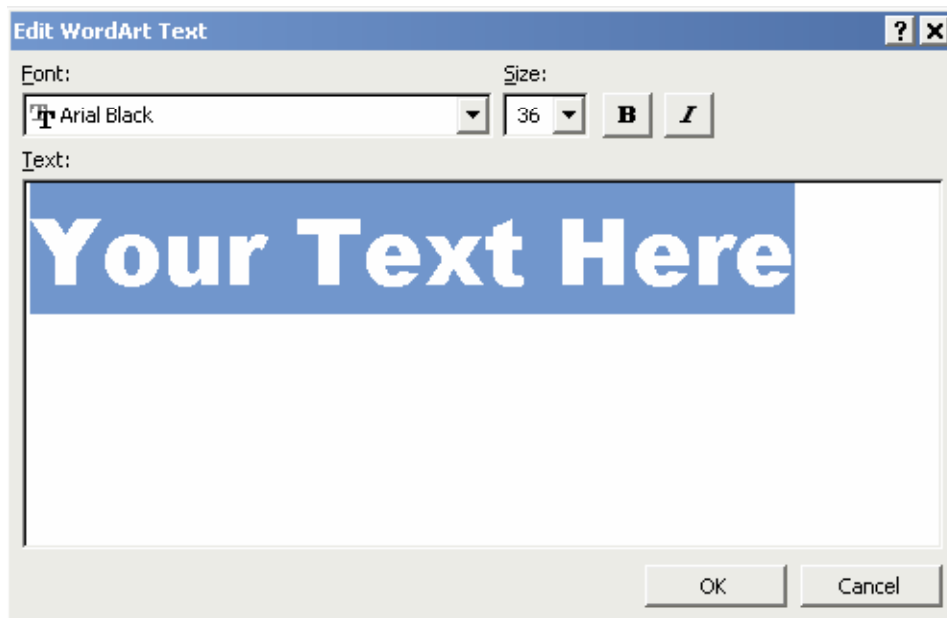 Edit WordArt Text ? X
Font: Size:
Arial Black 36 B I
Text:
Your Text Here
OK Cancel